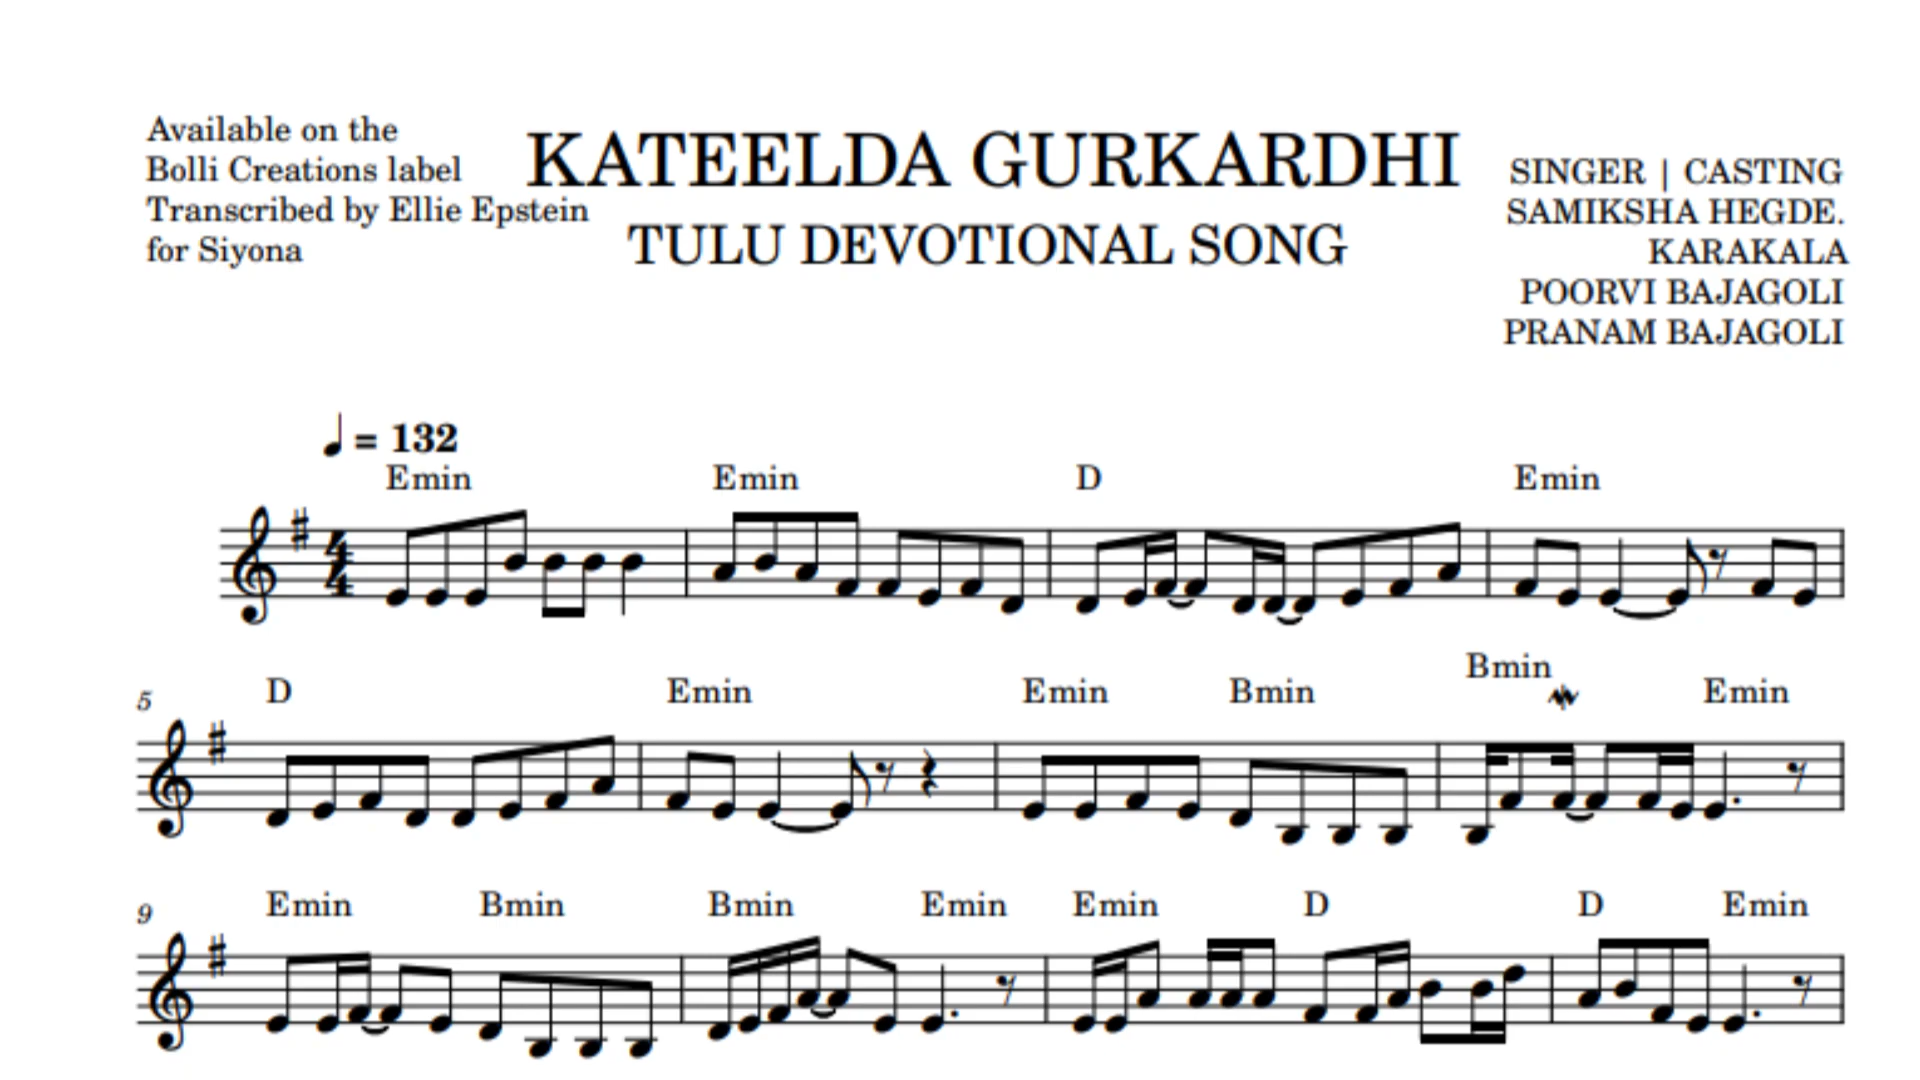 Available on the
Bolli Creations label
Transcribed by Ellie Epstein
for Siyona
KATEELDA GURKARDHI
TULU DEVOTIONAL SONG
SINGER | CASTING
SAMIKSHA HEGDE.
KARAKALA
POORVI BAJAGOLI
PRANAM BAJAGOLI
= 132
Emin Emin D Emin
4
4
5
D Emin Emin Bmin Bmin Emin
9
Emin Bmin Bmin Emin Emin D D Emin